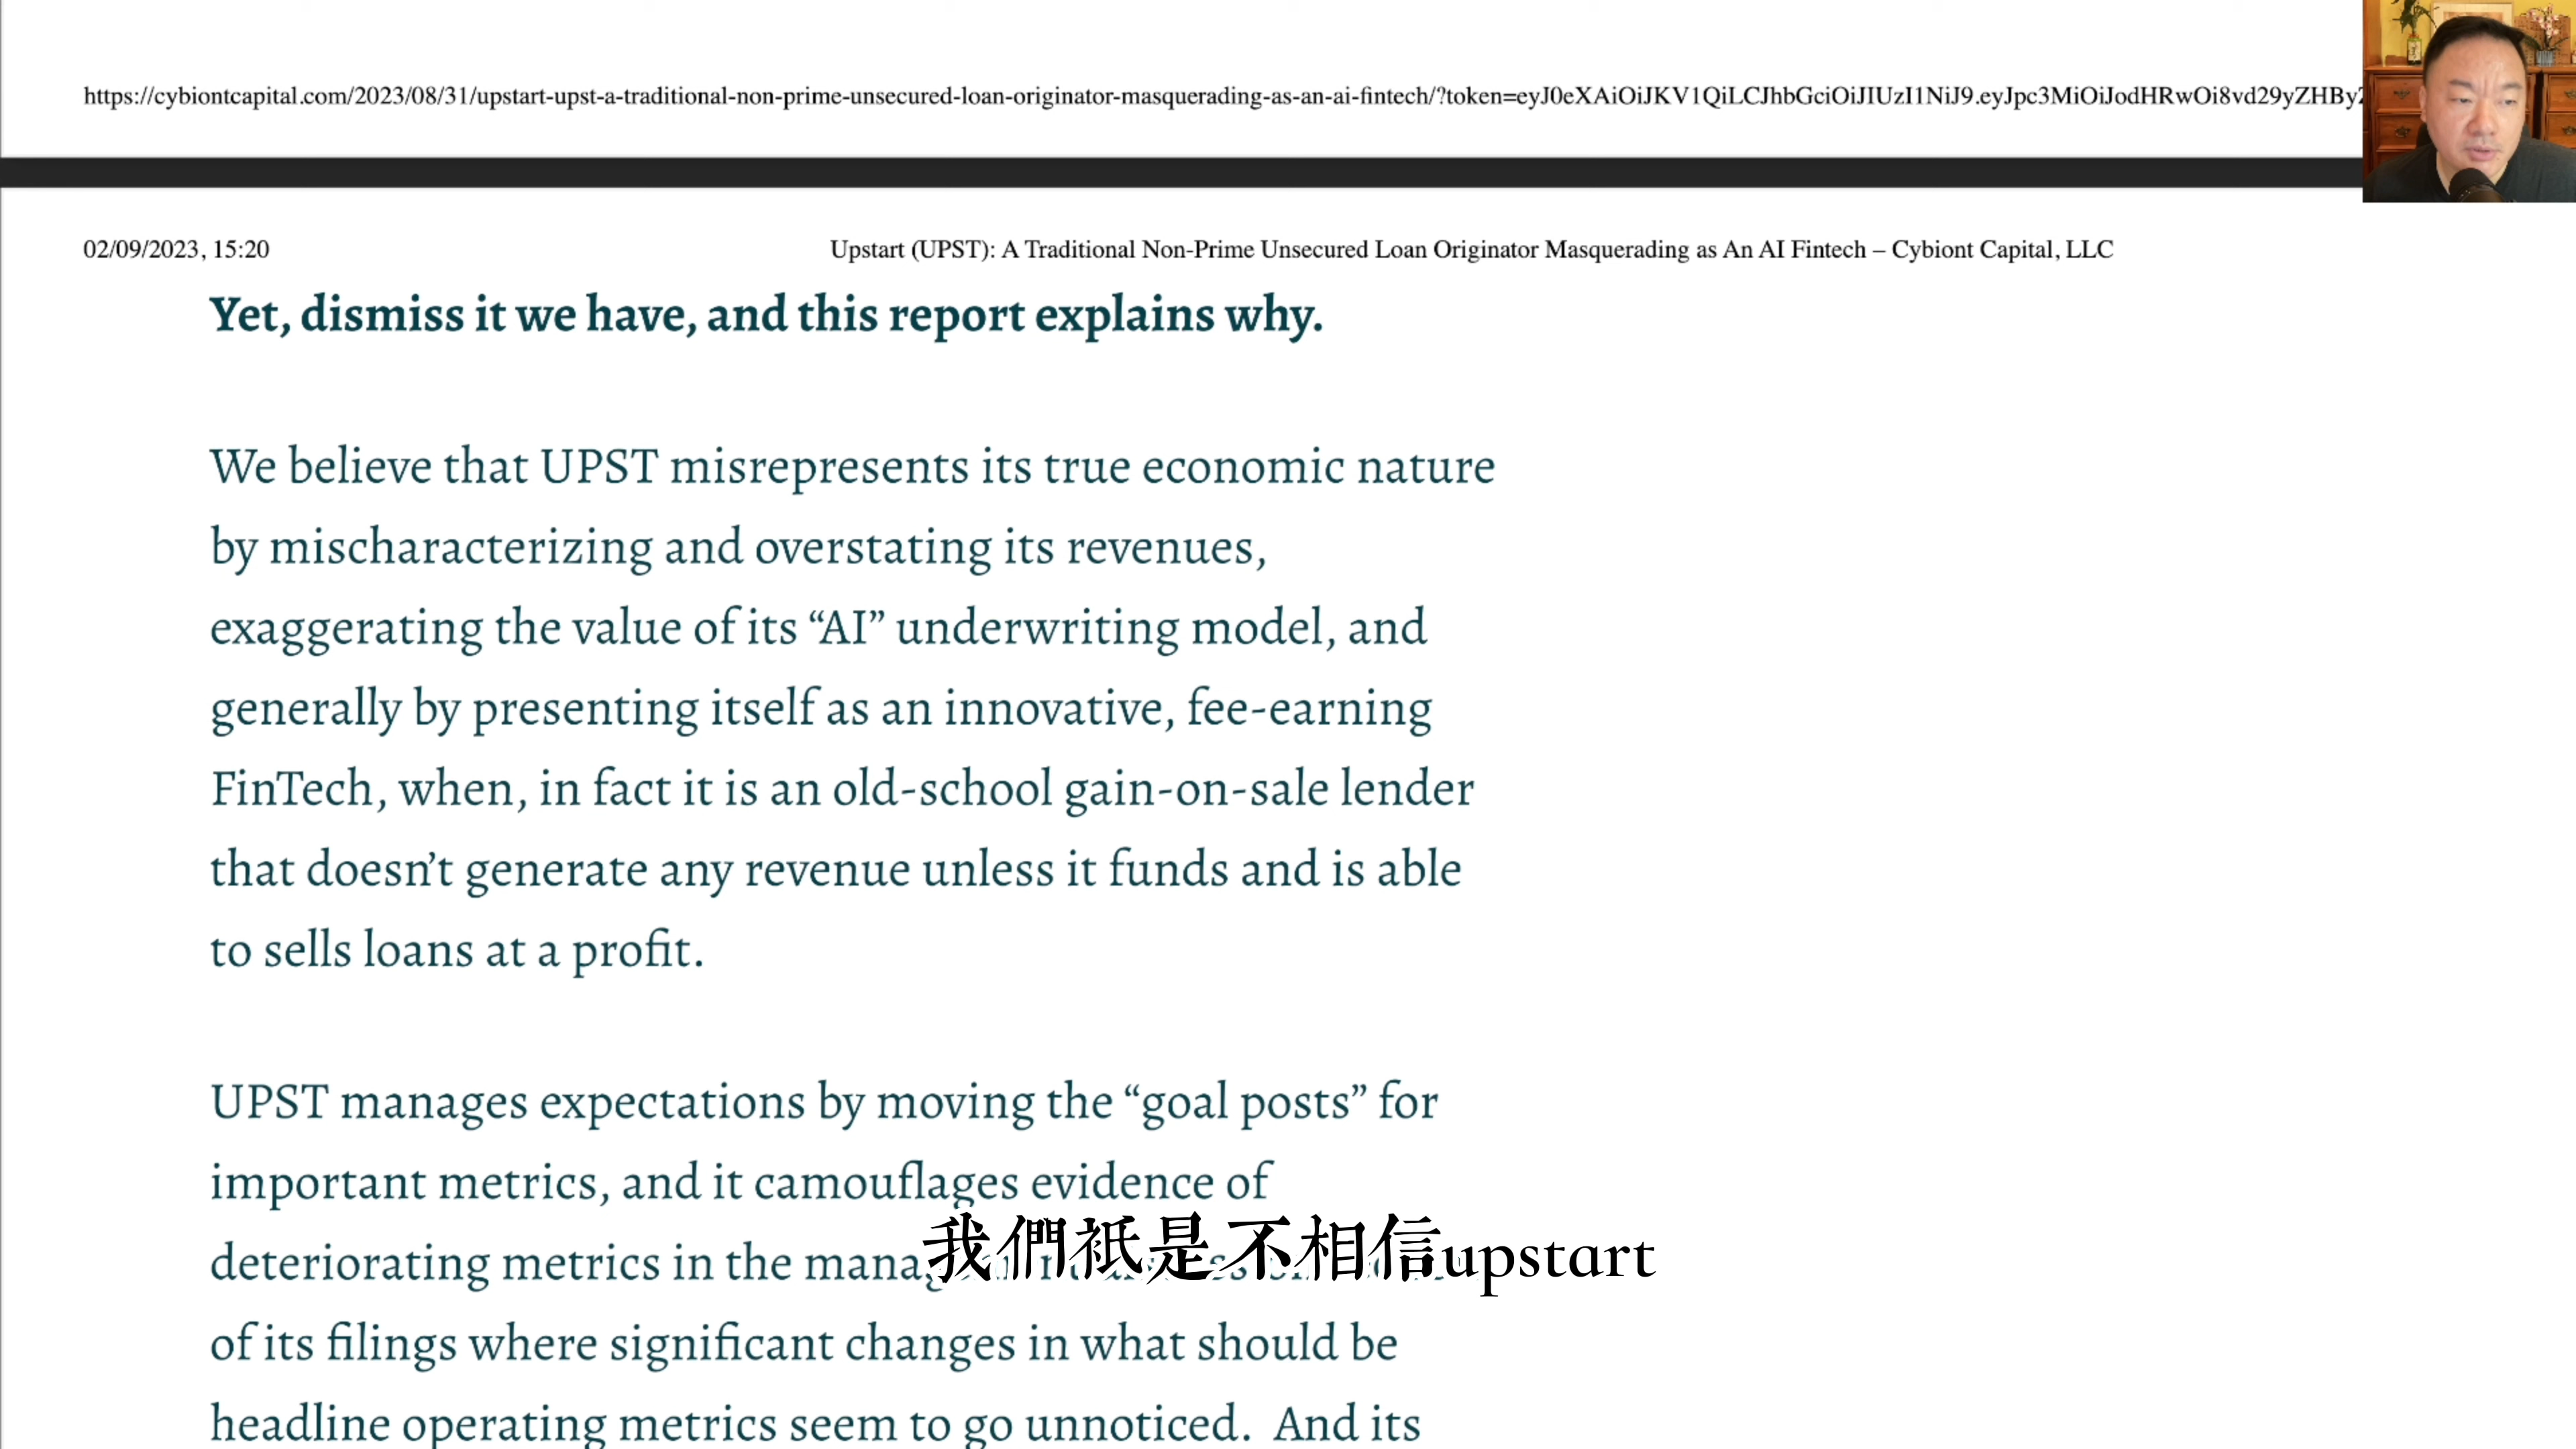 https://cybiontcapital.com/2023/08/31/upstart-upst-a-traditional-non-prime-unsecured-loan-originator-masquerading-as-an-ai-fintech/?token=eyJ0eXAiOiJKV1QiLCJhbGciOiJIUzI1NiJ9.eyJpc3MiOiJodHRwOi8vd29yZHBy
02/09/2023, 15:20 Upstart (UPST): A Traditional Non-Prime Unsecured Loan Originator Masquerading as An AI Fintech – Cybiont Capital, LLC
Yet, dismiss it we have, and this report explains why.
We believe that UPST misrepresents its true economic nature
by mischaracterizing and overstating its revenues,
exaggerating the value of its “AI” underwriting model, and
generally by presenting itself as an innovative, fee-earning
FinTech, when, in fact it is an old-school gain-on-sale lender
that doesn’t generate any revenue unless it funds and is able
to sells loans at a profit.
UPST manages expectations by moving the “goal posts” for
important metrics, and it camouflages evidence of
deteriorating metrics in the
我們祇是不相信upstart
of its filings where significant changes in what should be
headline operating metrics seem to go unnoticed. And its